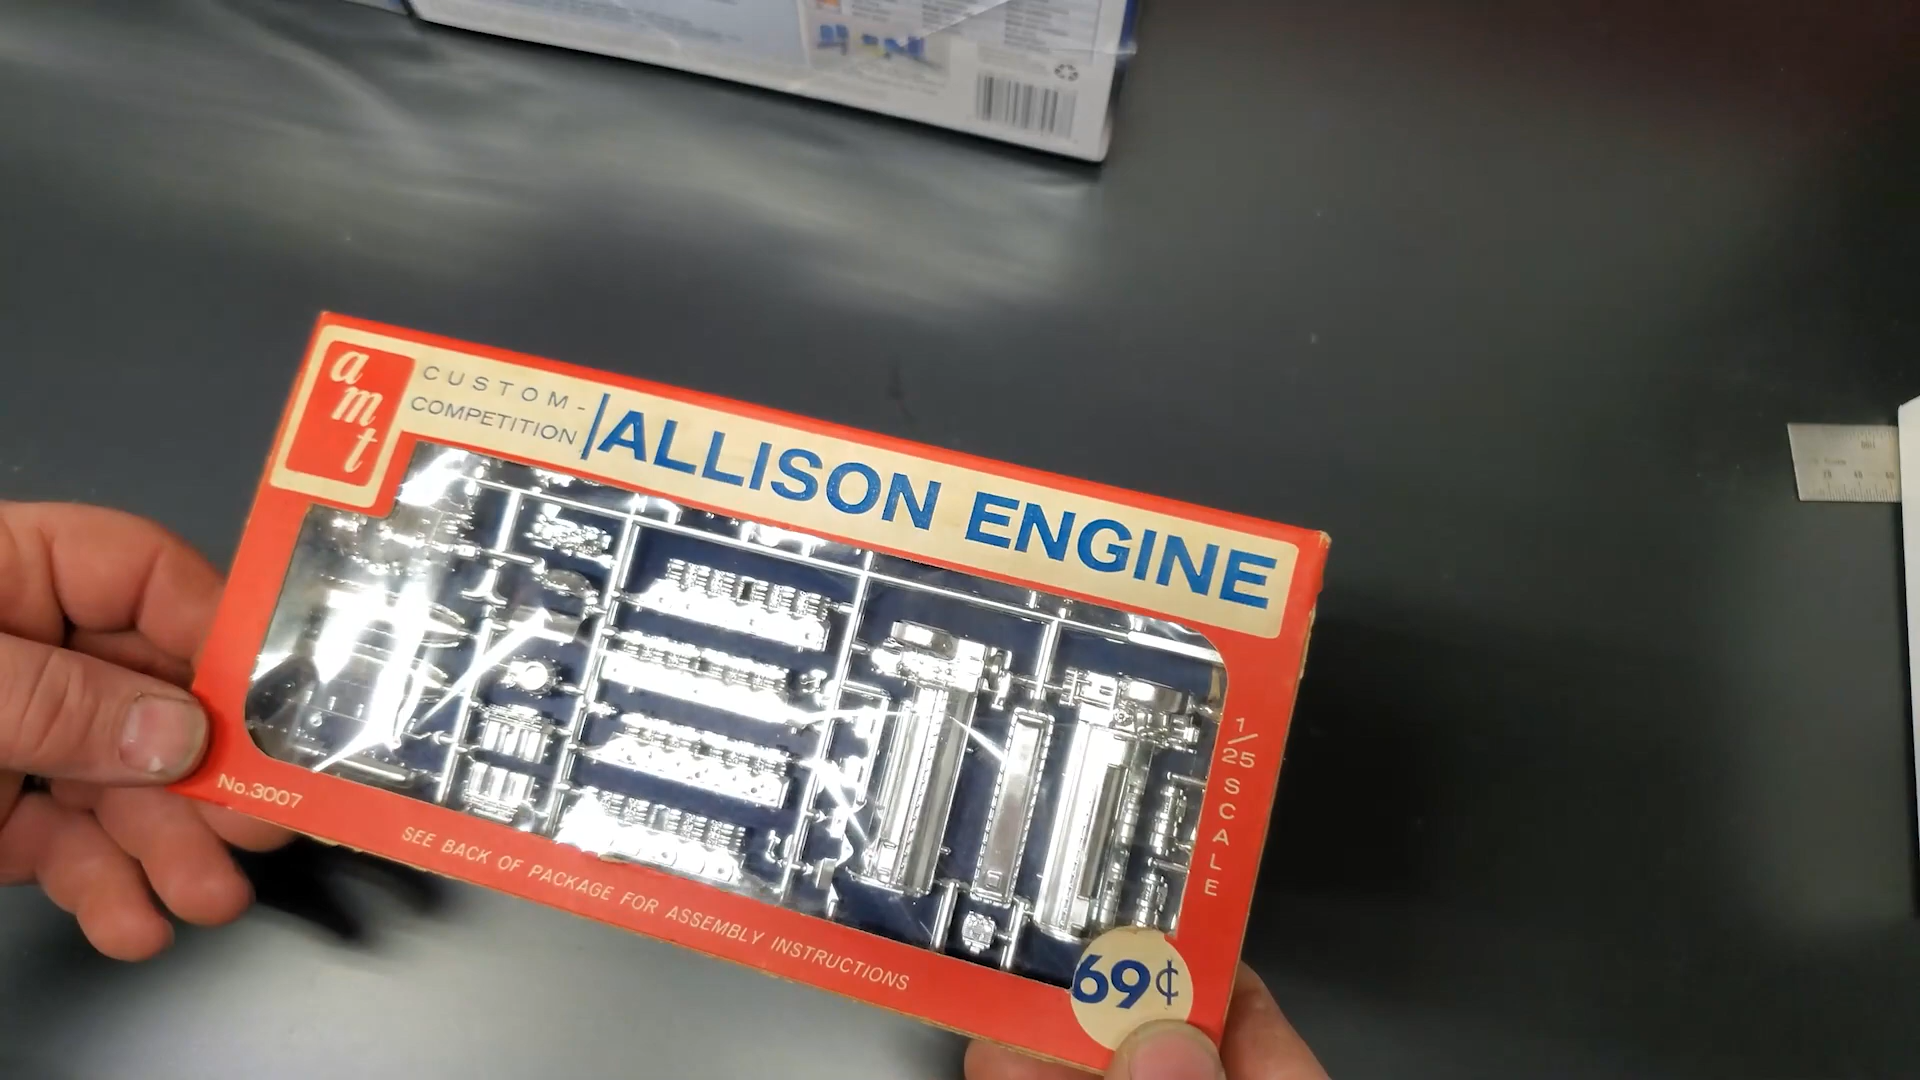 amt
CUSTOM-
COMPETITION
ALLISON ENGINE
1/25 SCALE
No.3007
SEE BACK OF PACKAGE FOR ASSEMBLY INSTRUCTIONS
69¢